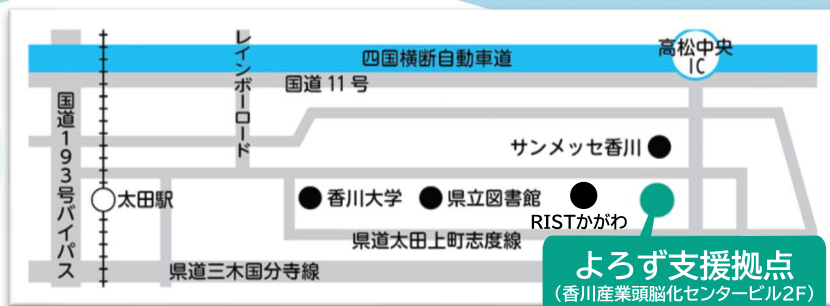 レインボーロード
四国横断自動車道
高松中央
IC
国道11号
国道193号バイパス
サンメッセ香川
太田駅
香川大学
県立図書館
RISTかがわ
県道太田上町志度線
県道三木国分寺線
よろず支援拠点
(香川産業頭脳化センタービル2F)